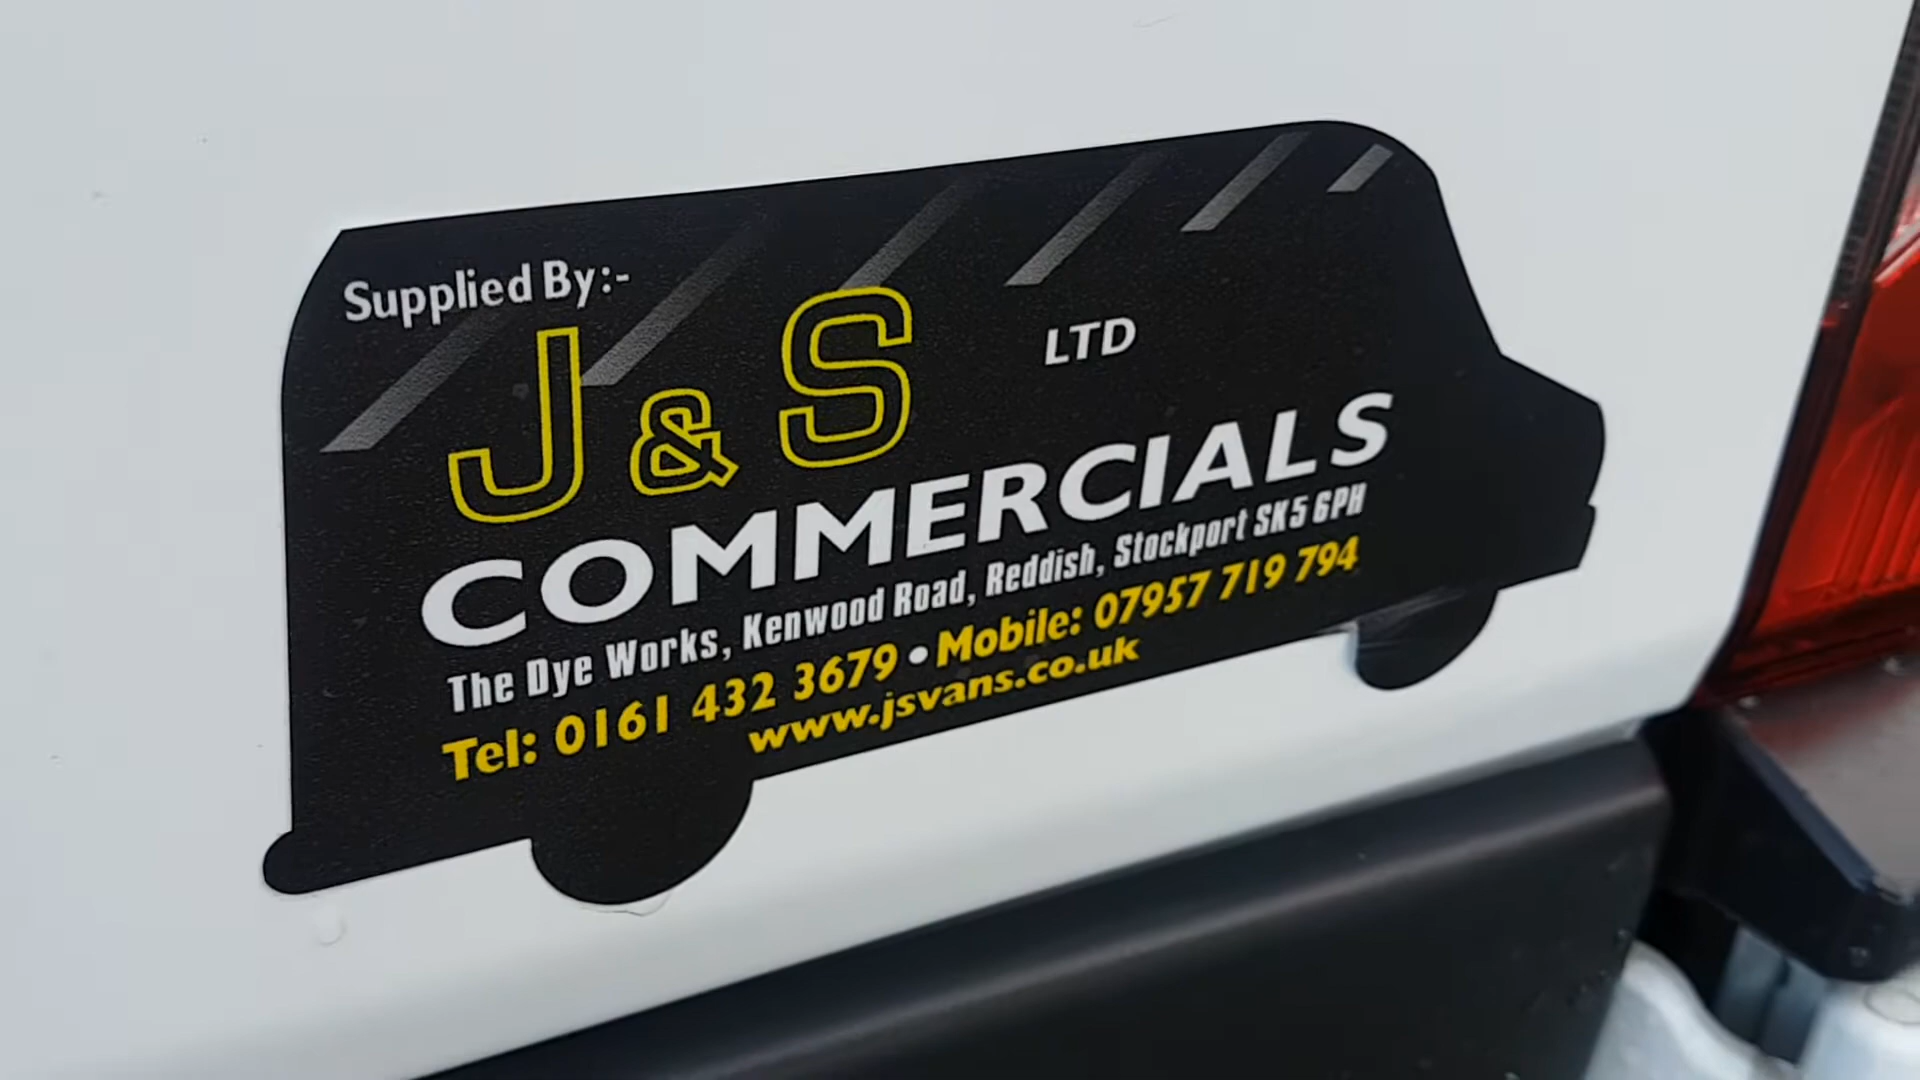 Supplied By:-
J & S LTD
COMMERCIALS
The Dye Works, Kenwood Road, Reddish, Stockport SK5 6PH
Tel: 0161 432 3679 • Mobile: 07957 719 794
www.jsvans.co.uk